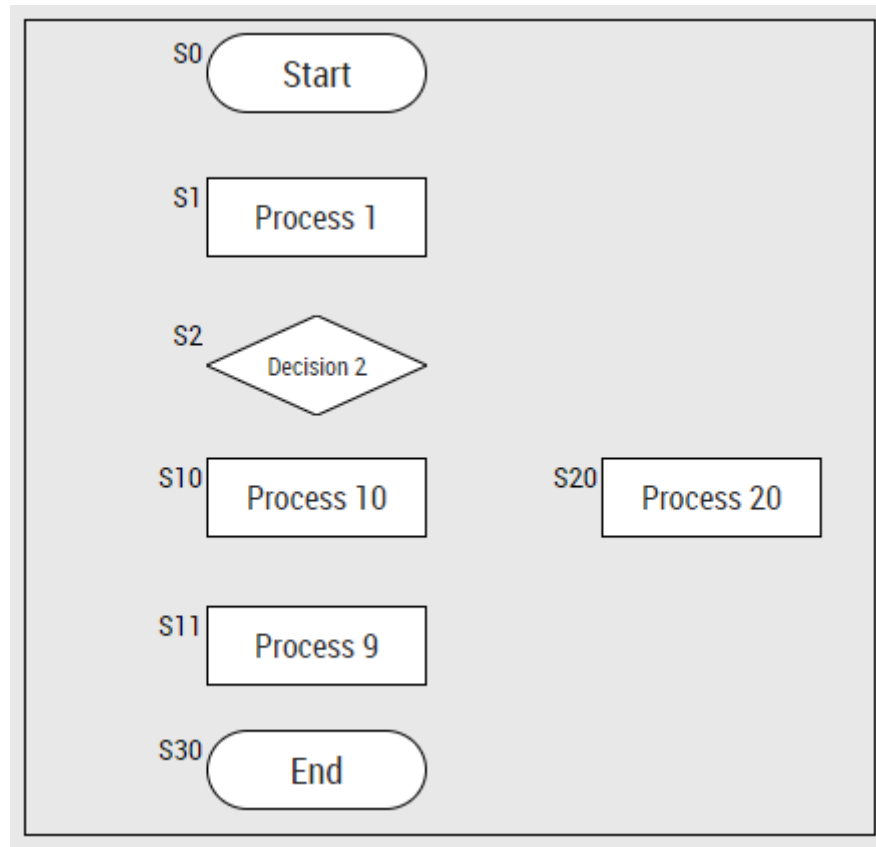 S0
Start
S1
Process 1
S2
Decision 2
S10
Process 10
S20
Process 20
S11
Process 9
S30
End